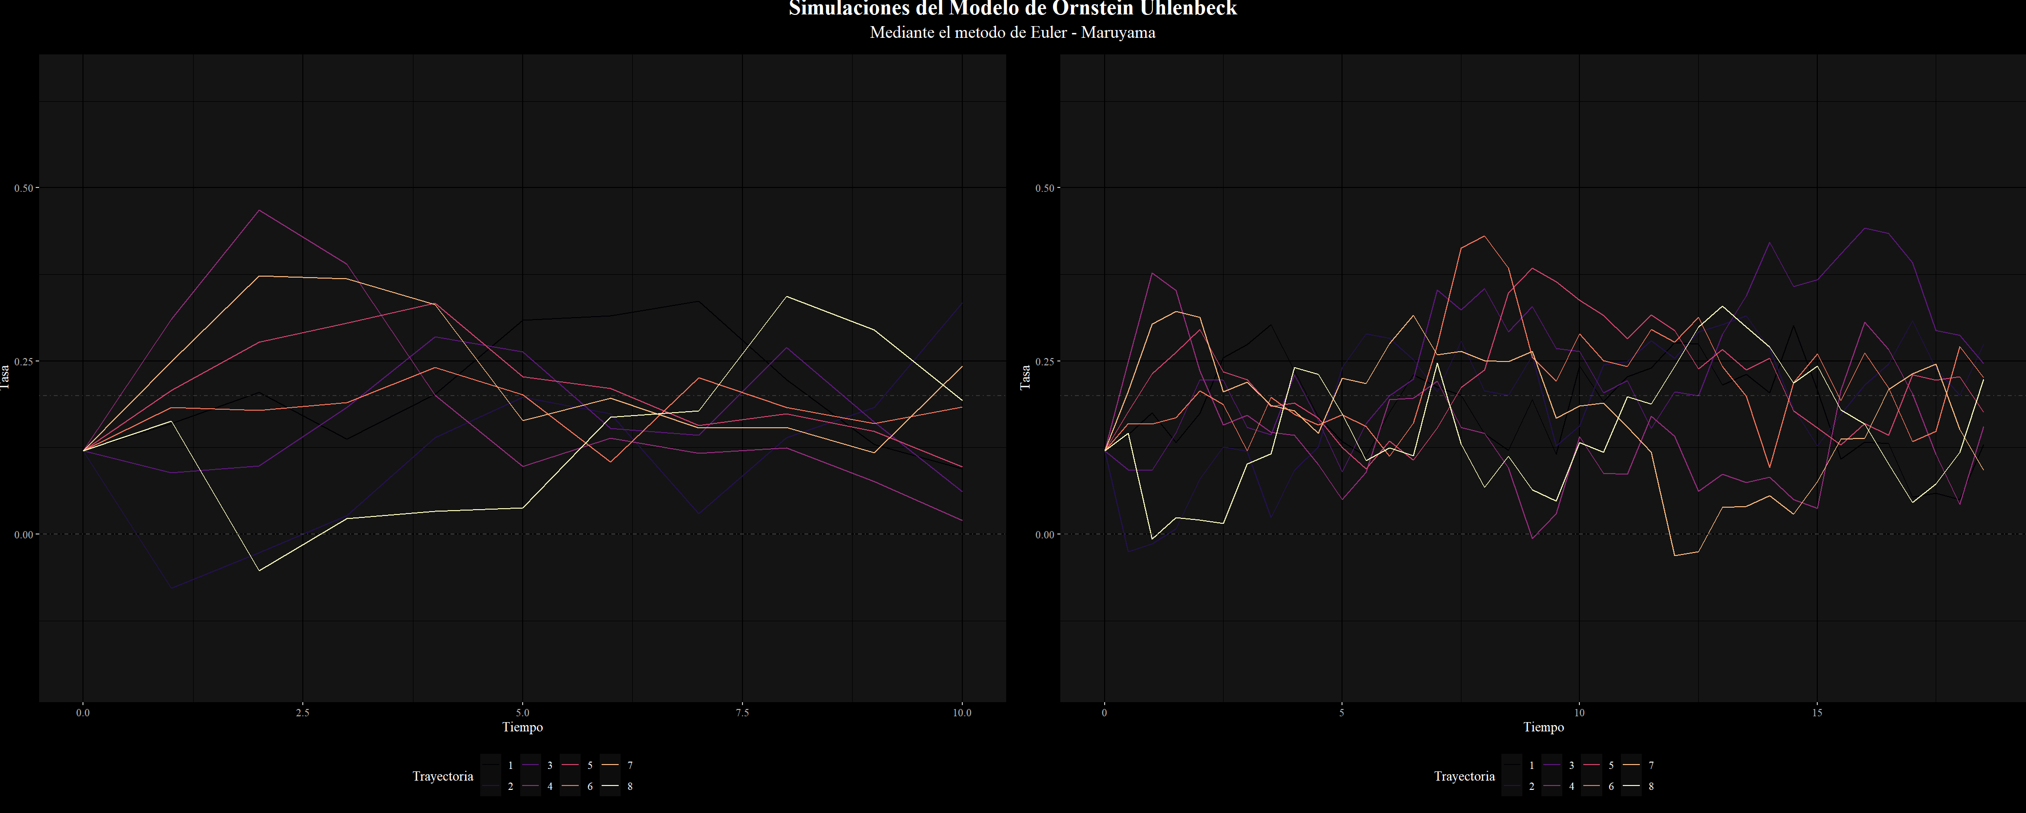 Simulaciones del Modelo de Ornstein Uhlenbeck
Mediante el metodo de Euler - Maruyama
Tasa
0.50
0.25
0.00
0.0 2.5 5.0 7.5 10.0
Tiempo
Trayectoria
1 3 5 7
2 4 6 8
Tasa
0.50
0.25
0.00
0 5 10 15
Tiempo
Trayectoria
1 3 5 7
2 4 6 8